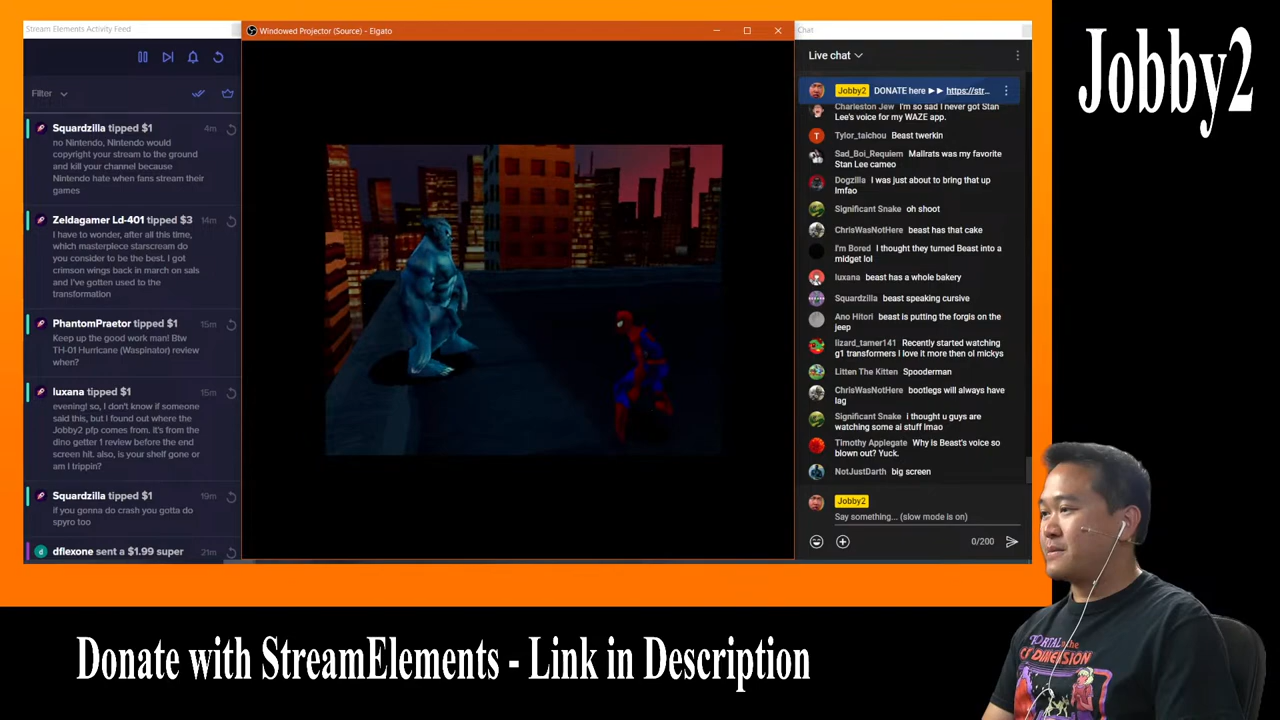 Stream Elements Activity Feed
Filter
Squardzilla tipped $1
4m
no Nintendo, Nintendo would
copyright your stream to the ground
and kill your channel because
Nintendo hate when fans stream their
games
Zeldagamer Ld-401 tipped $3
14m
I have to wonder, after all this time,
which masterpiece starscream do
you consider to be the best. I got
crimson wings back in march on sals
and I've gotten used to the
transformation
PhantomPraetor tipped $1
15m
Keep up the good work man! Btw
TH-01 Hurricane (Waspinator) review
when?
luxana tipped $1
15m
evening! so, I don't know if someone
said this, but I found out where the
Jobby2 pfp comes from. it's from the
dino getter 1 review before the end
screen hit. also, is your shelf gone or
am I trippin?
Squardzilla tipped $1
19m
if you gonna do crash you gotta do
spyro too
dflexone sent a $1.99 super
21m
Windowed Projector (Source) - Elgato
Chat
Live chat
Jobby2 DONATE here ►► https://str...
Charleston Jew I'm so sad I never got Stan
Lee's voice for my WAZE app.
Tylor_taichou Beast twerkin
Sad_Boi_Requiem Mallrats was my favorite
Stan Lee cameo
Dogzilla I was just about to bring that up
lmfao
Significant Snake oh shoot
ChrisWasNotHere beast has that cake
I'm Bored I thought they turned Beast into a
midget lol
luxana beast has a whole bakery
Squardzilla beast speaking cursive
Ano Hitori beast is putting the forgis on the
jeep
lizard_tamer141 Recently started watching
g1 transformers I love it more then ol mickys
Litten The Kitten Spooderman
ChrisWasNotHere bootlegs will always have
lag
Significant Snake i thought u guys are
watching some ai stuff lmao
Timothy Applegate Why is Beast's voice so
blown out? Yuck.
NotJustDarth big screen
Jobby2
Say something... (slow mode is on)
0/200
Jobby2
PORTAL to the
DIMENSION
Donate with StreamElements - Link in Description